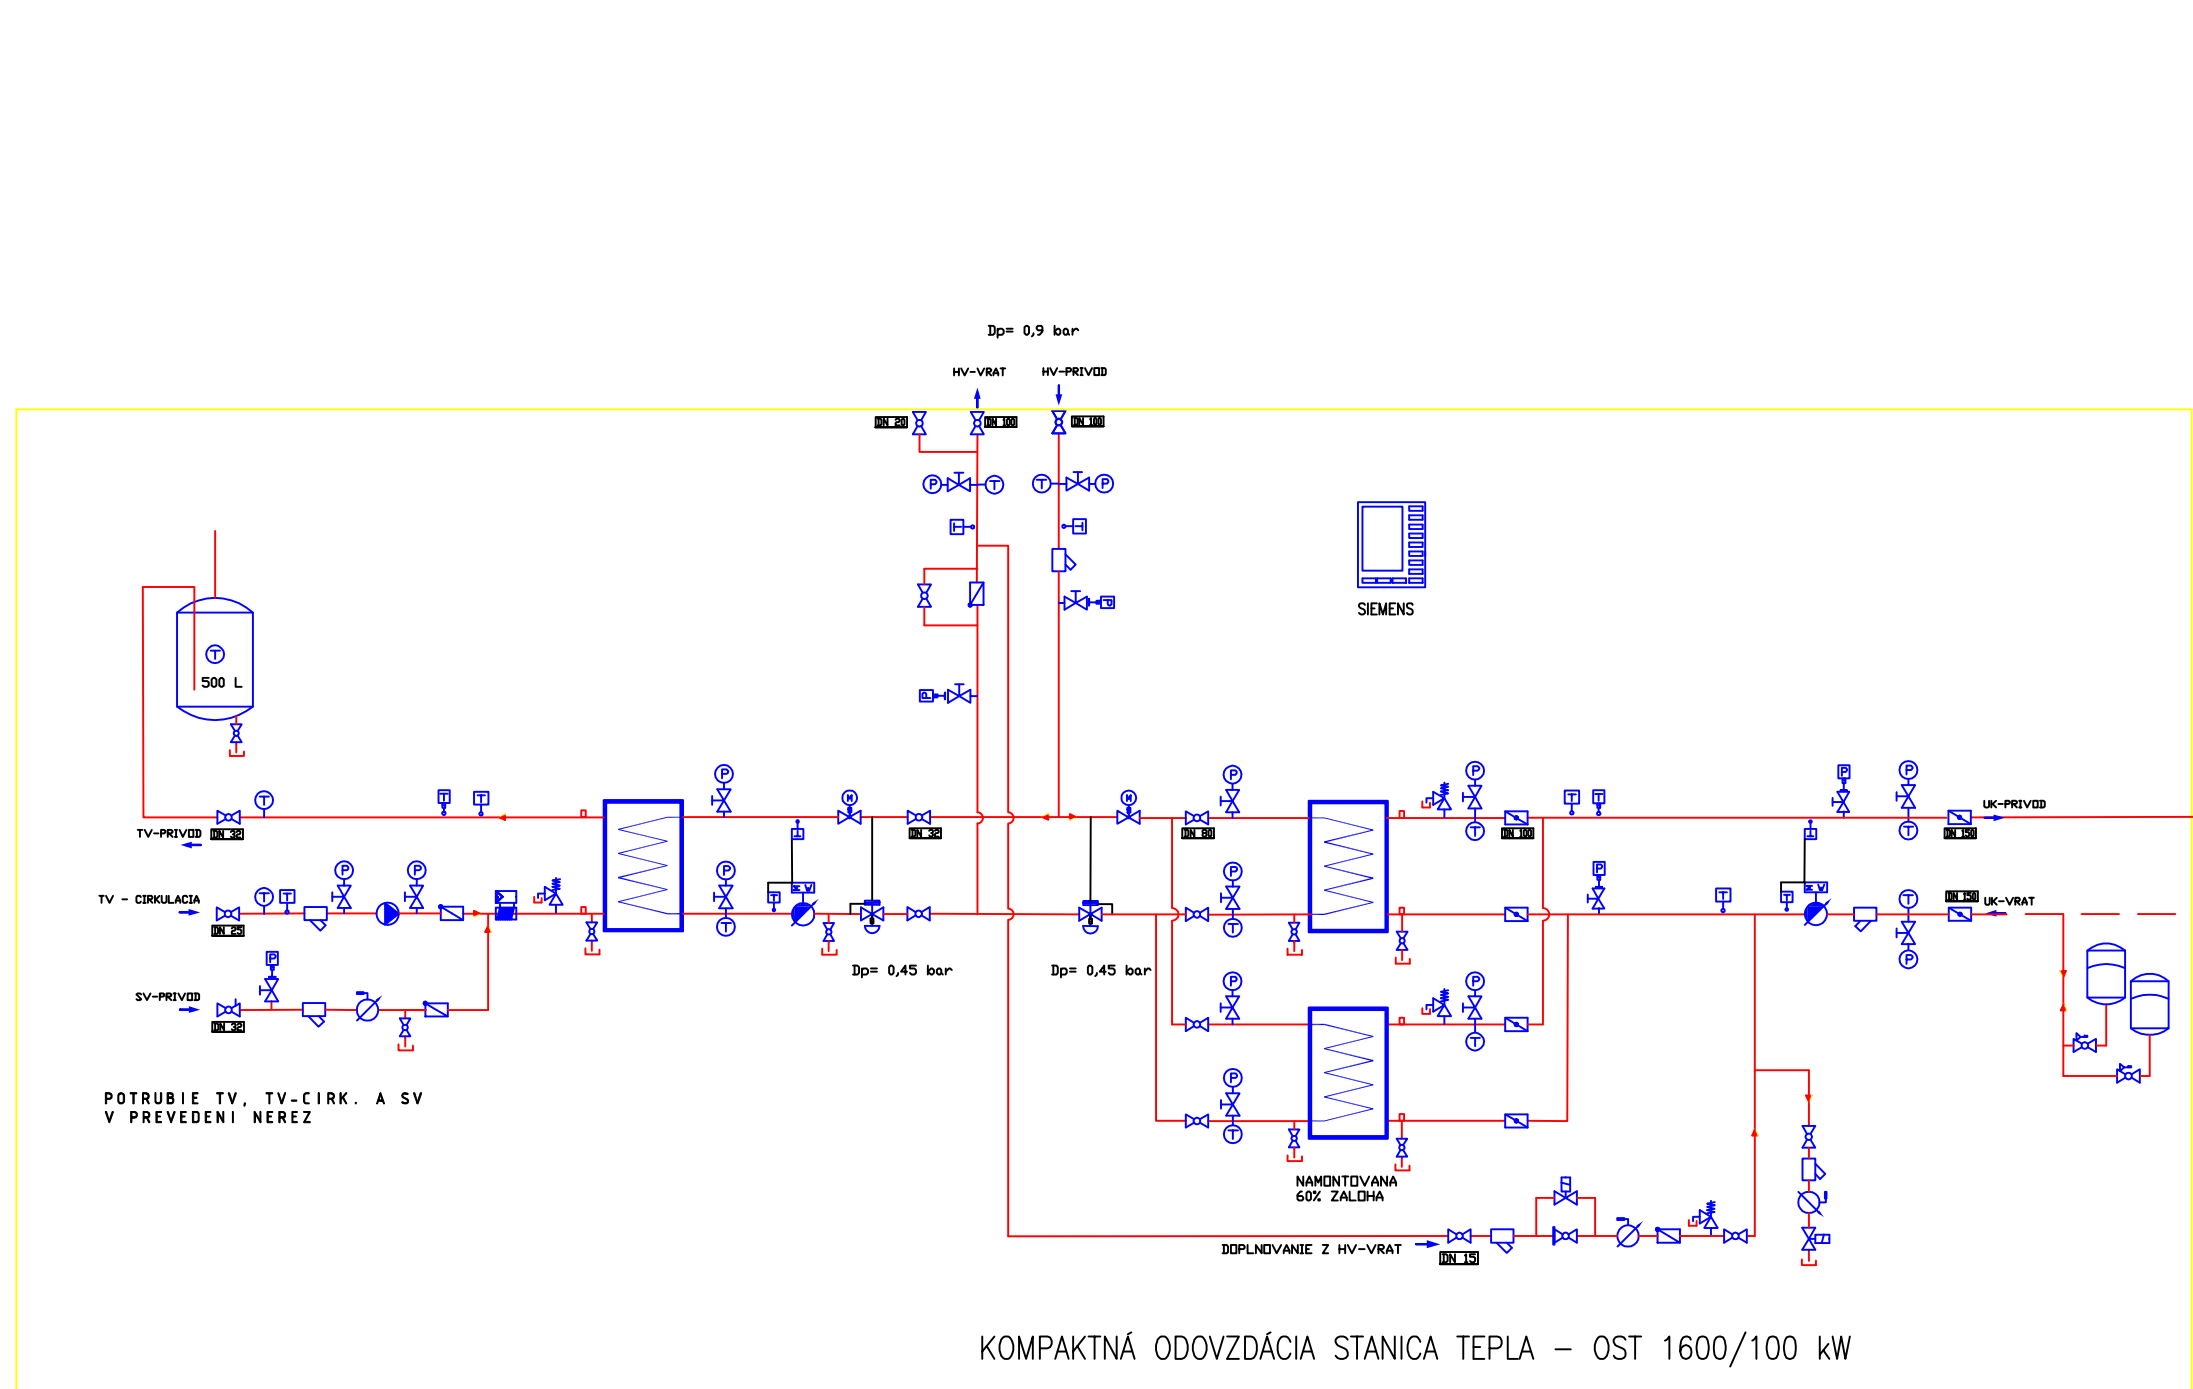 Dp= 0,9 bar
HV-VRAT
HV-PRIVOD
DN 20
DN 100
DN 100
P
T
T
P
T
T
P
SIEMENS
T
500 L
P
P
P
P
P
P
M
M
T
T
T
T
T
TV-PRIVOD
DN 32
DN 32
DN 80
T
DN 100
T
T
DN 150
UK-PRIVOD
P
P
P
P
P
T
T
T
T
T
T
DN 150
TV - CIRKULACIA
UK-VRAT
DN 25
T
T
P
P
Dp= 0,45 bar
Dp= 0,45 bar
P
P
SV-PRIVOD
DN 32
T
POTRUBIE TV, TV-CIRK. A SV
V PREVEDENI NEREZ
P
T
NAMONTOVANA
60% ZALOHA
DOPLNOVANIE Z HV-VRAT
DN 15
KOMPAKTNÁ ODOVZDÁCIA STANICA TEPLA – OST 1600/100 kW